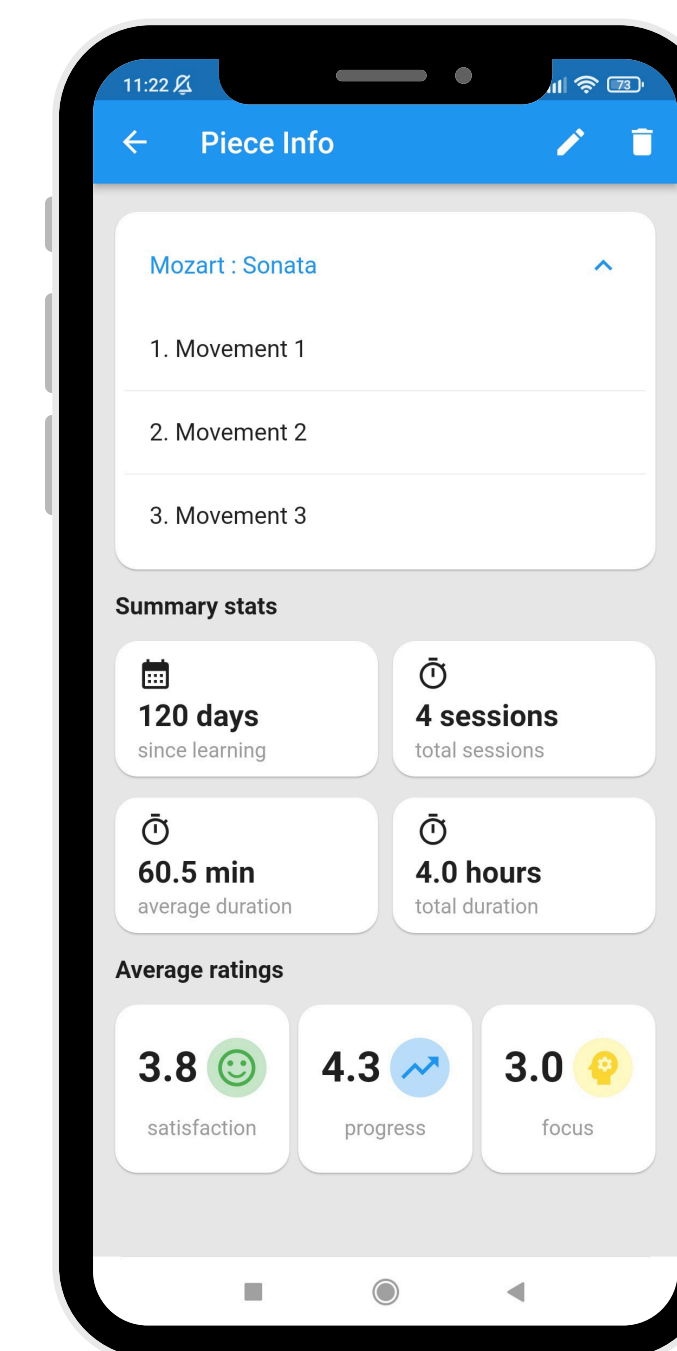 11:22
73
Piece Info
Mozart : Sonata
1. Movement 1
2. Movement 2
3. Movement 3
Summary stats
120 days
since learning
4 sessions
total sessions
60.5 min
average duration
4.0 hours
total duration
Average ratings
3.8
satisfaction
4.3
progress
3.0
focus